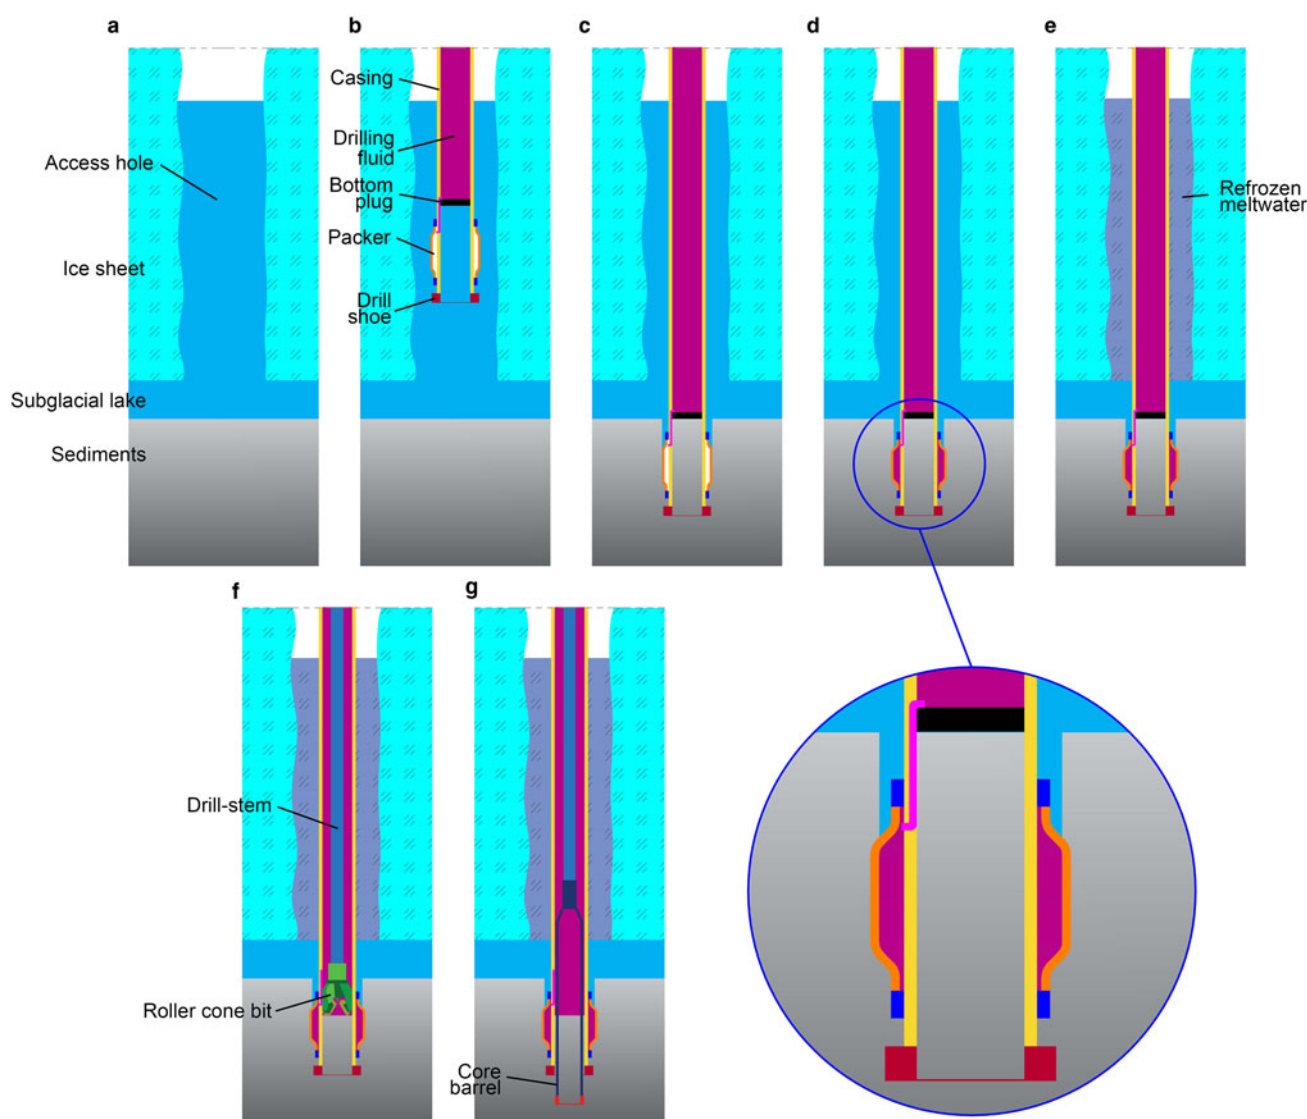 a
b
c
d
e
Casing
Access hole
Drilling
fluid
Bottom
plug
Refrozen
meltwater
Packer
Ice sheet
Drill
shoe
Subglacial lake
Sediments
f
g
Drill-stem
Roller cone bit
Core
barrel